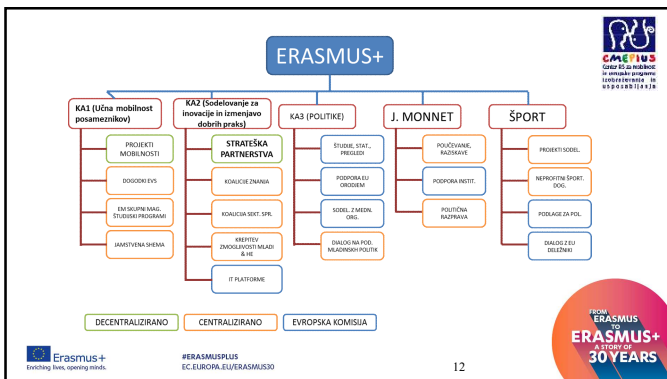 ERASMUS+
CMEPIUS
Center RS za mobilnost
in evropske programe
izobraževanja in
usposabljanja
KA1 (Učna mobilnost
posameznikov)
PROJEKTI
MOBILNOSTI
DOGODKI EVS
EM SKUPNI MAG.
ŠTUDIJSKI PROGRAMI
JAMSTVENA SHEMA
KA2 (Sodelovanje za
inovacije in izmenjavo
dobrih praks)
STRATEŠKA
PARTNERSTVA
KOALICIJE ZNANJA
KOALICIJA SEKT. SPR.
KREPITEV
ZMOGLJIVOSTI MLADI
& HE
IT PLATFORME
KA3 (POLITIKE)
ŠTUDIJE, STAT.,
PREGLEDI
PODPORA EU
ORODJEM
SODEL. Z MEDN.
ORG.
DIALOG NA POD.
MLADINSKIH POLITIK
J. MONNET
POUČEVANJE,
RAZISKAVE
PODPORA INSTIT.
POLITIČNA
RAZPRAVA
ŠPORT
PROJEKTI SODEL.
NEPROFITNI ŠPORT.
DOG.
PODLAGE ZA POL.
DIALOG Z EU
DELEŽNIKI
DECENTRALIZIRANO
CENTRALIZIRANO
EVROPSKA KOMISIJA
Erasmus+
Enriching lives, opening minds.
#ERASMUSPLUS
EC.EUROPA.EU/ERASMUS30
12
FROM
ERASMUS
TO
ERASMUS+
A STORY OF
30 YEARS